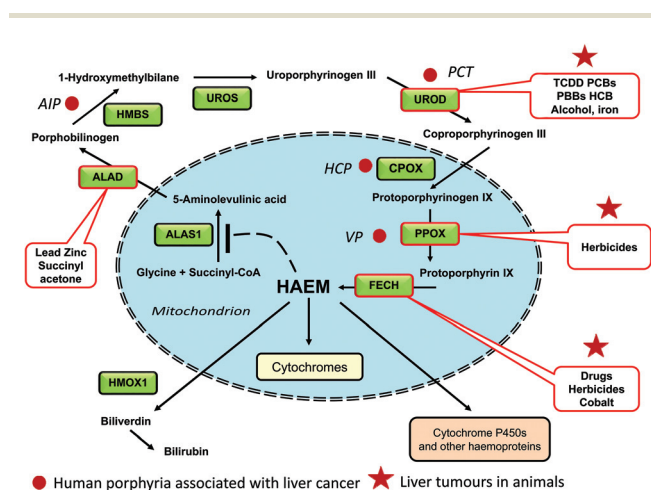 1-Hydroxymethylbilane
Uroporphyrinogen III
PCT
TCDD PCBs
PBBs HCB
Alcohol, iron
AIP
HMBS
UROS
UROD
Porphobilinogen
Coproporphyrinogen III
ALAD
HCP
CPOX
5-Aminolevulinic acid
Protoporphyrinogen IX
ALAS1
VP
PPOX
Herbicides
Lead Zinc
Succinyl
acetone
Glycine + Succinyl-CoA
Protoporphyrin IX
HAEM
FECH
Mitochondrion
Cytochromes
Drugs
Herbicides
Cobalt
HMOX1
Biliverdin
Bilirubin
Cytochrome P450s
and other haemoproteins
Human porphyria associated with liver cancer
Liver tumours in animals